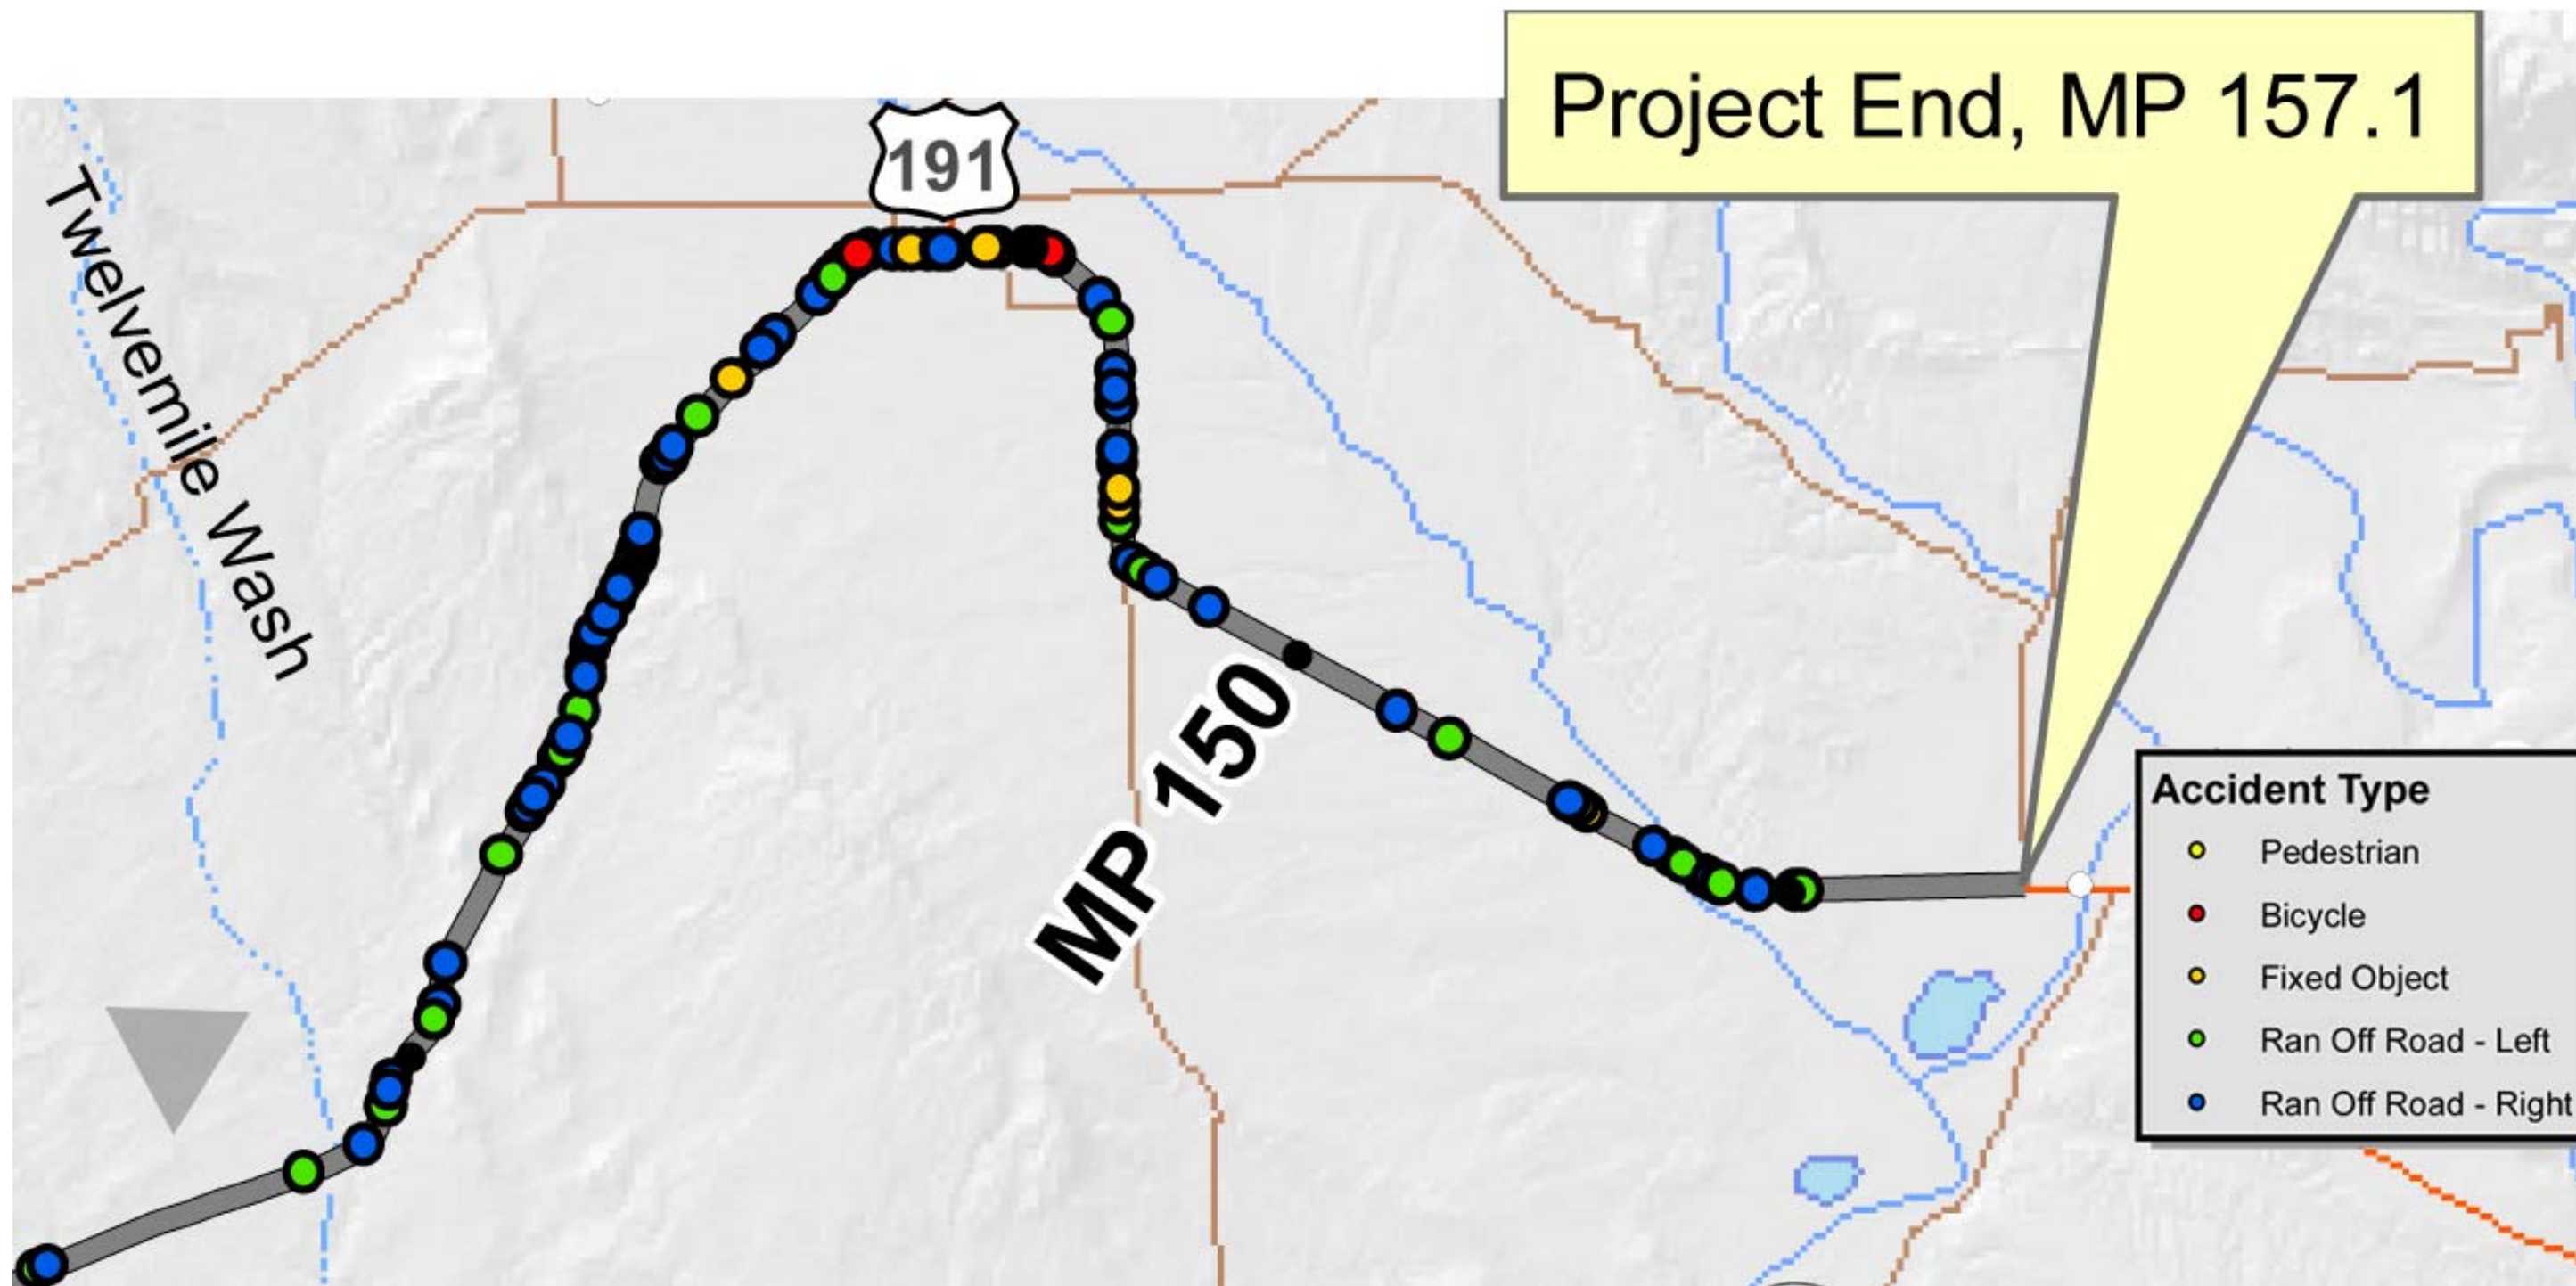 Project End, MP 157.1
191
Twelvemile Wash
MP 150
Accident Type
Pedestrian
Bicycle
Fixed Object
Ran Off Road - Left
Ran Off Road - Right